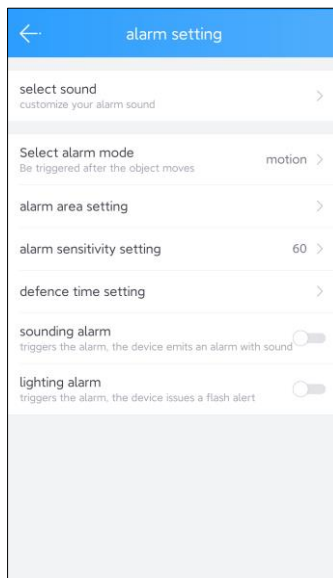 alarm setting
select sound
customize your alarm sound
Select alarm mode
motion
Be triggered after the object moves
alarm area setting
alarm sensitivity setting
60
defence time setting
sounding alarm
triggers the alarm, the device emits an alarm with sound
lighting alarm
triggers the alarm, the device issues a flash alert